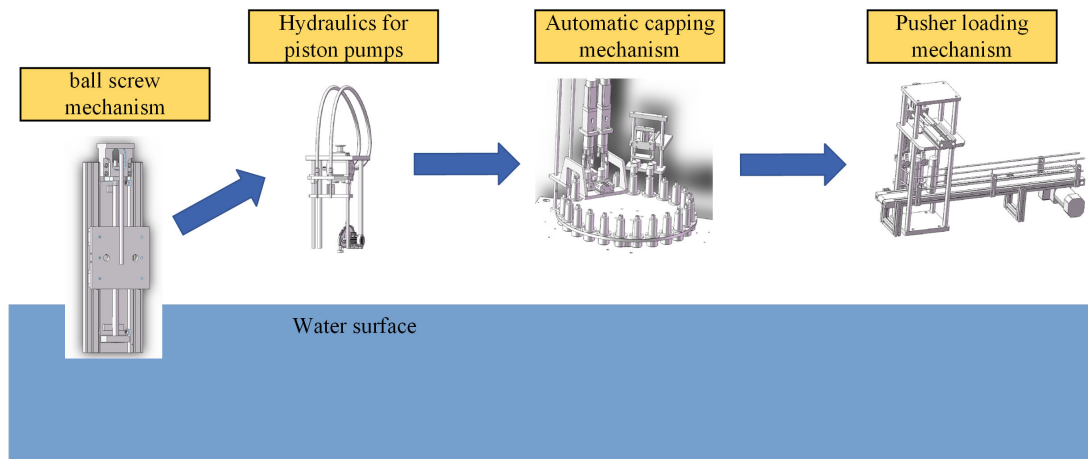 ball screw
mechanism
Hydraulics for
piston pumps
Automatic capping
mechanism
Pusher loading
mechanism
Water surface